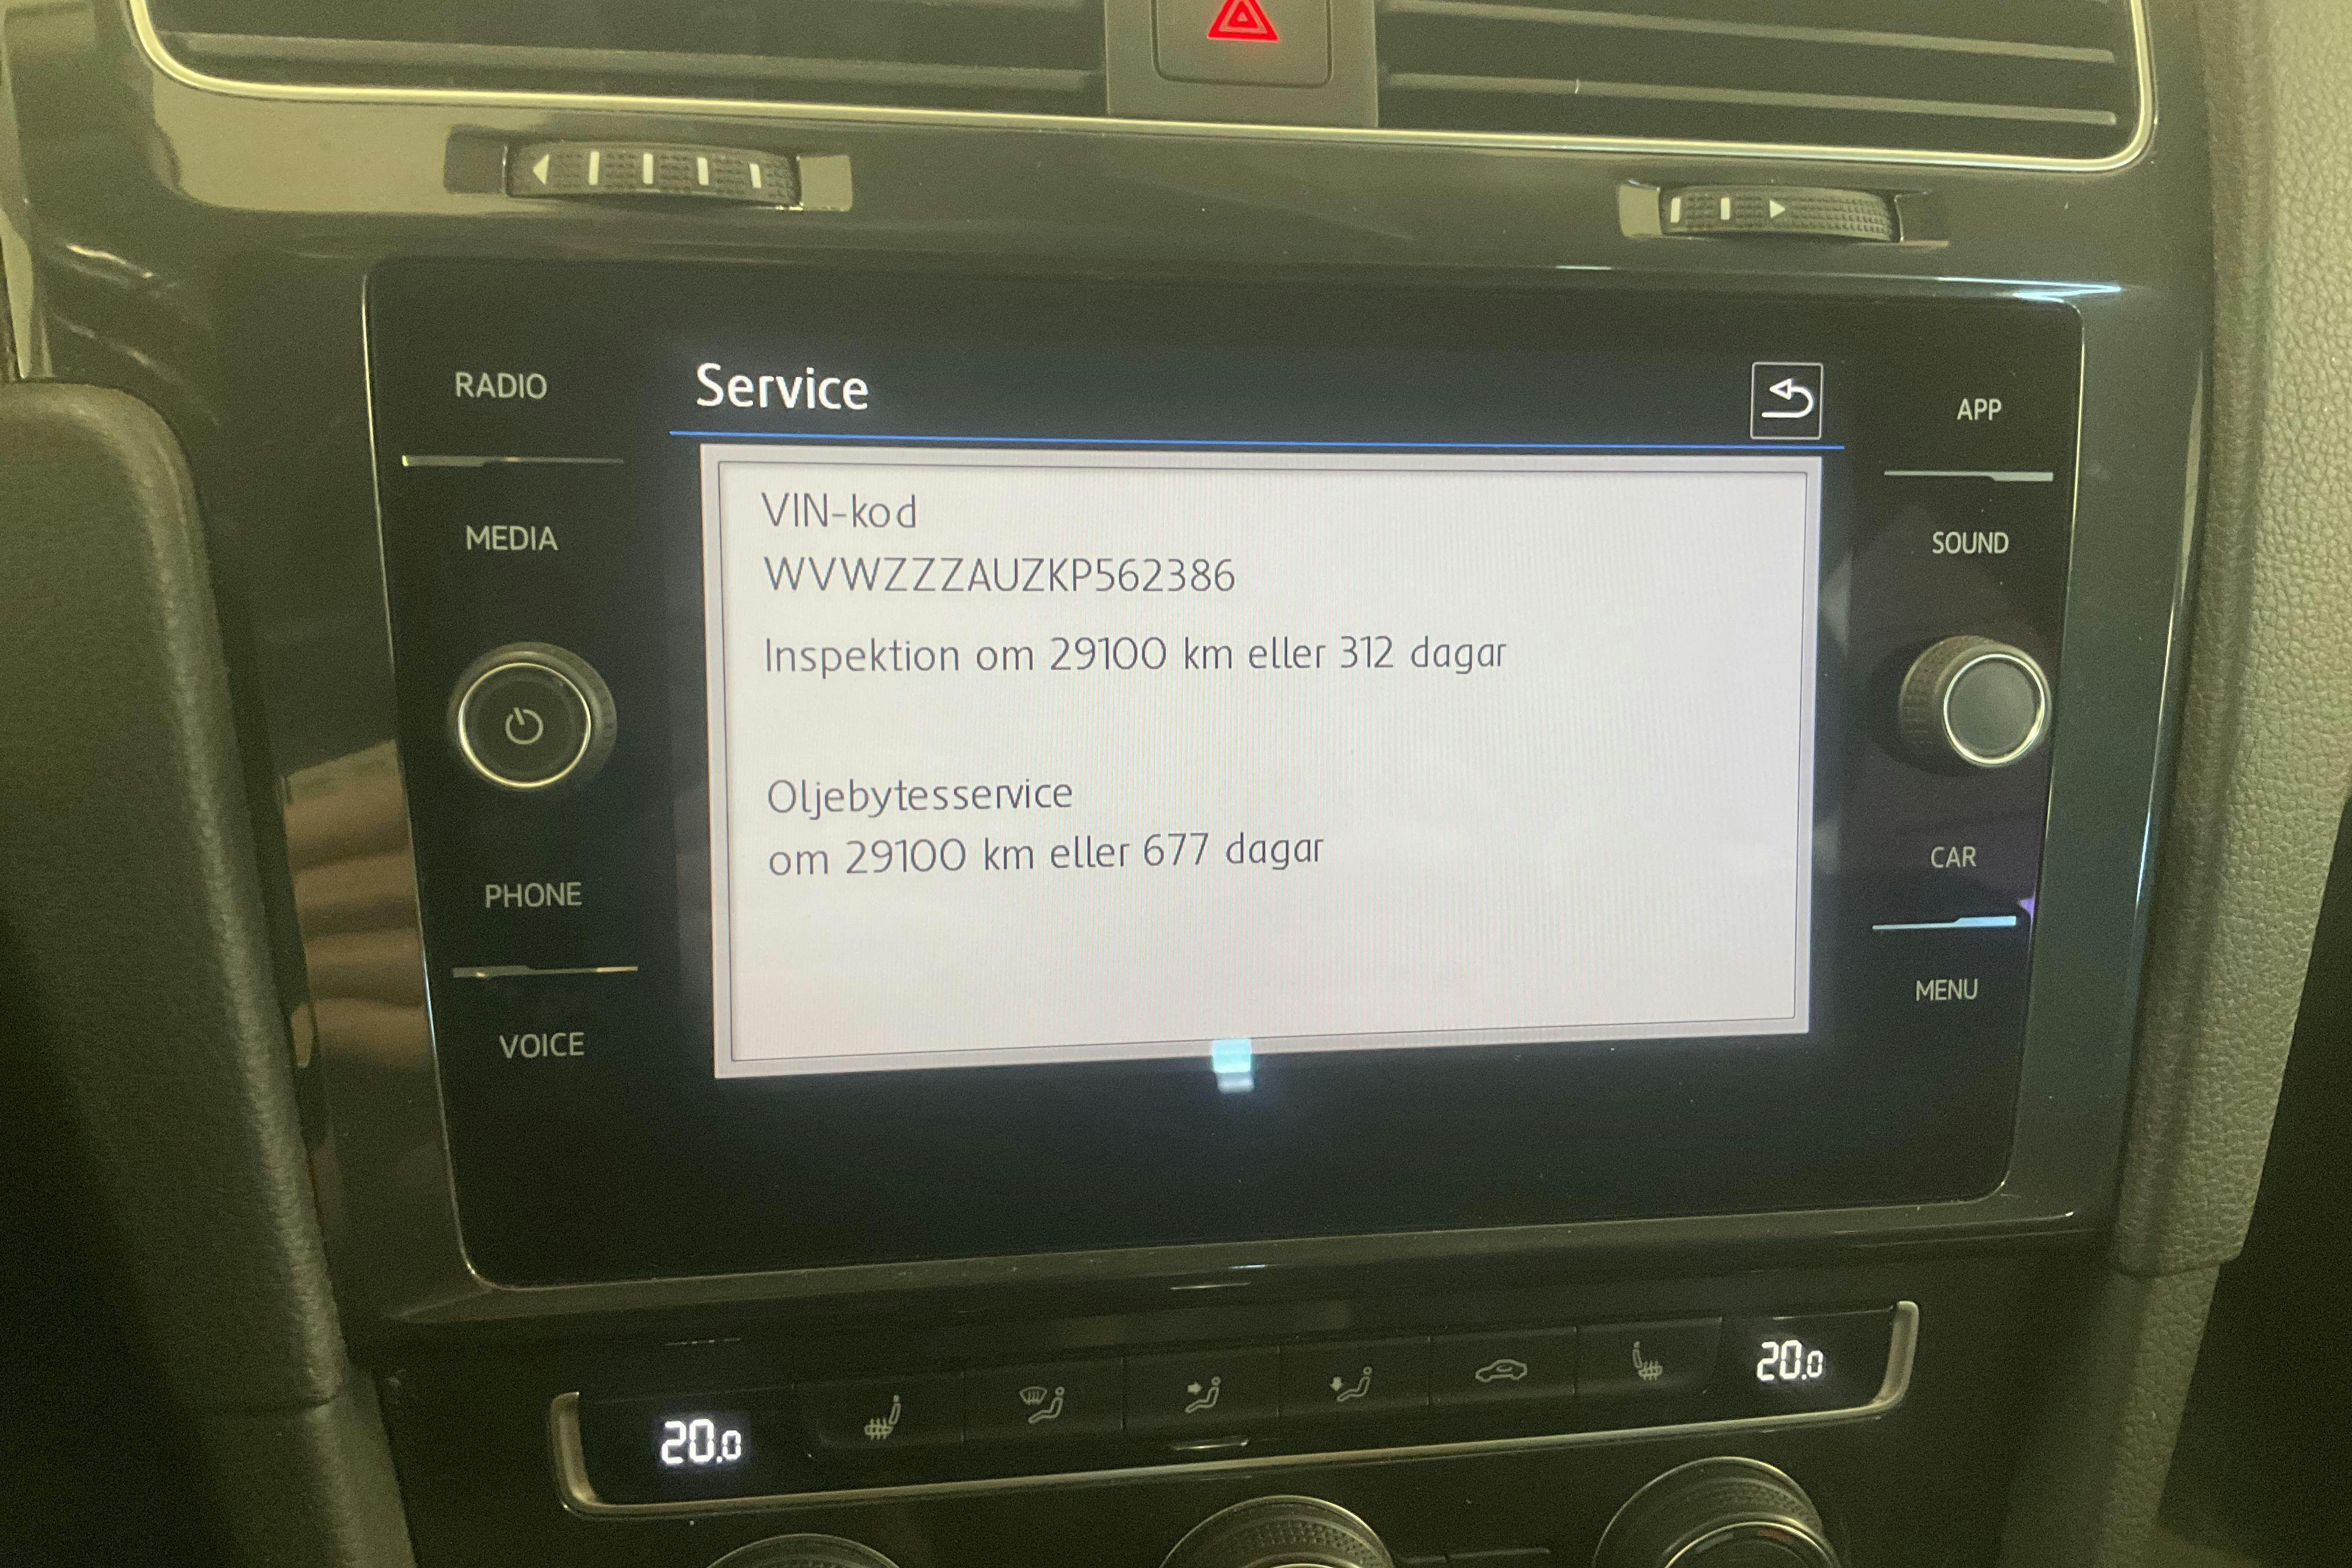 RADIO
MEDIA
PHONE
VOICE
Service
VIN-kod
WVWZZZAUZKP562386
Inspektion om 29100 km eller 312 dagar
Oljebytesservice
om 29100 km eller 677 dagar
APP
SOUND
CAR
MENU
20.0
20.0